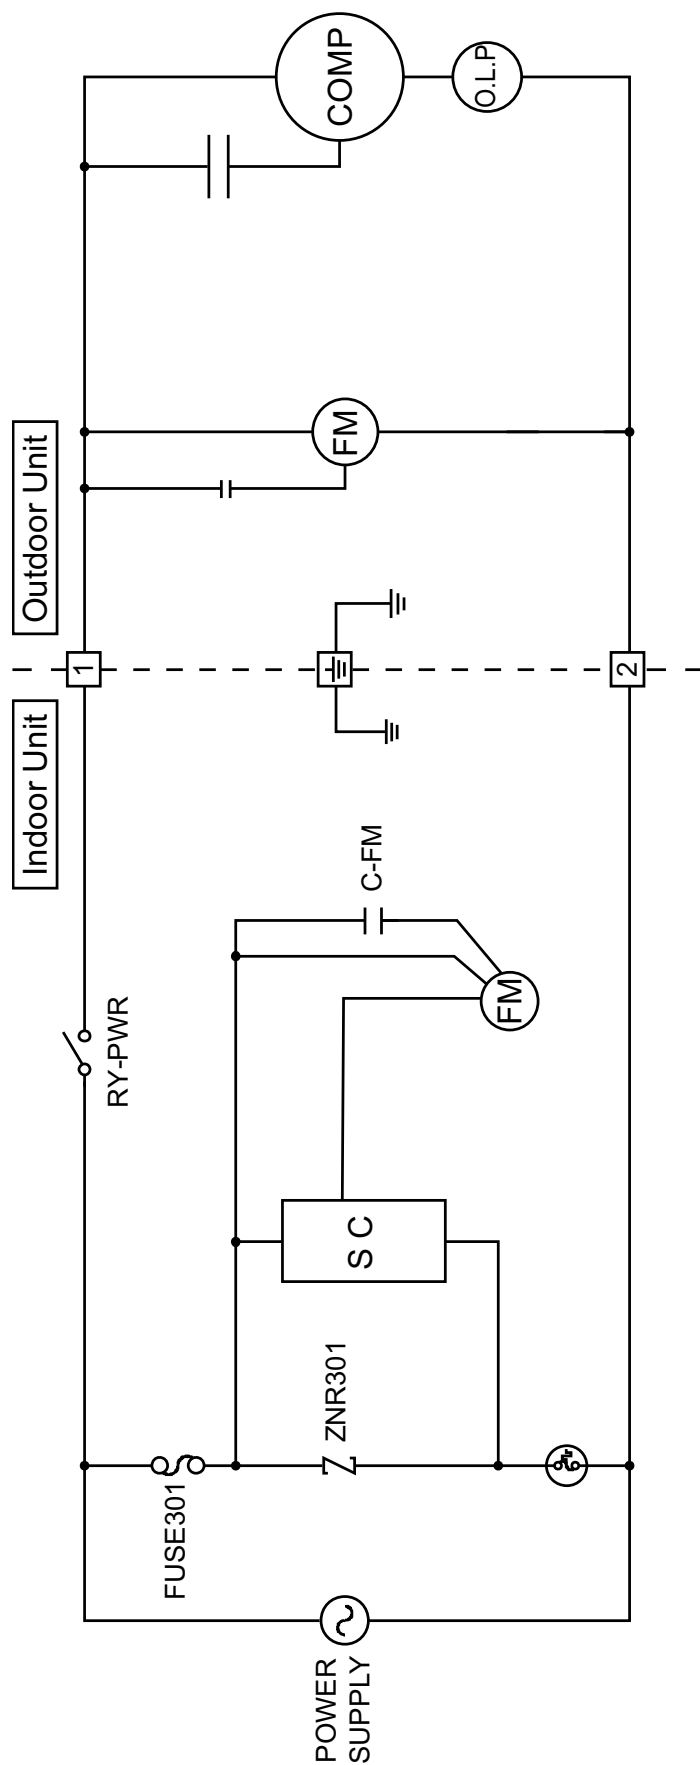 Indoor Unit
Outdoor Unit
1
RY-PWR
COMP
O.L.P
FM
FUSE301
POWER
SUPPLY
ZNR301
S C
C-FM
FM
2